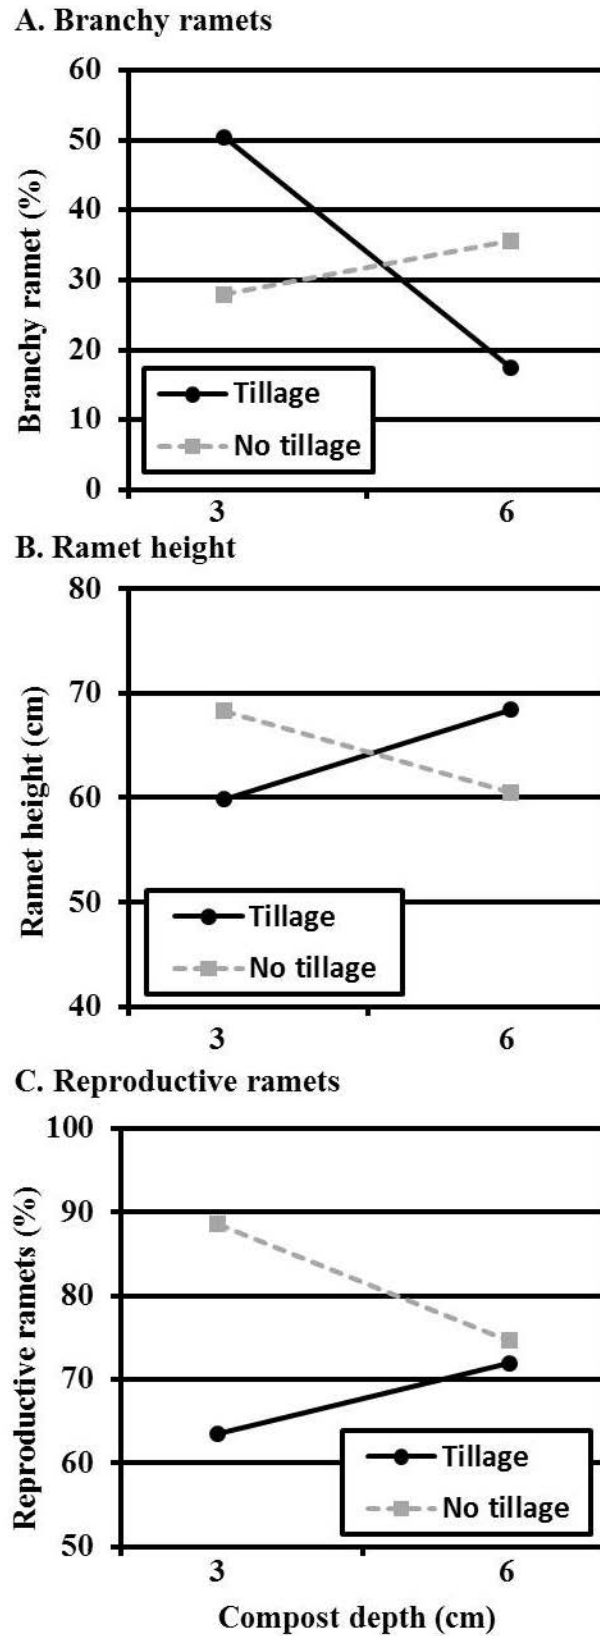 A. Branchy ramets
60
50
40
30
20
10
0
Branchy ramet (%)
Tillage
No tillage
3 6
B. Ramet height
80
70
60
50
40
Ramet height (cm)
Tillage
No tillage
3 6
C. Reproductive ramets
100
90
80
70
60
50
Reproductive ramets (%)
Tillage
No tillage
3 6
Compost depth (cm)